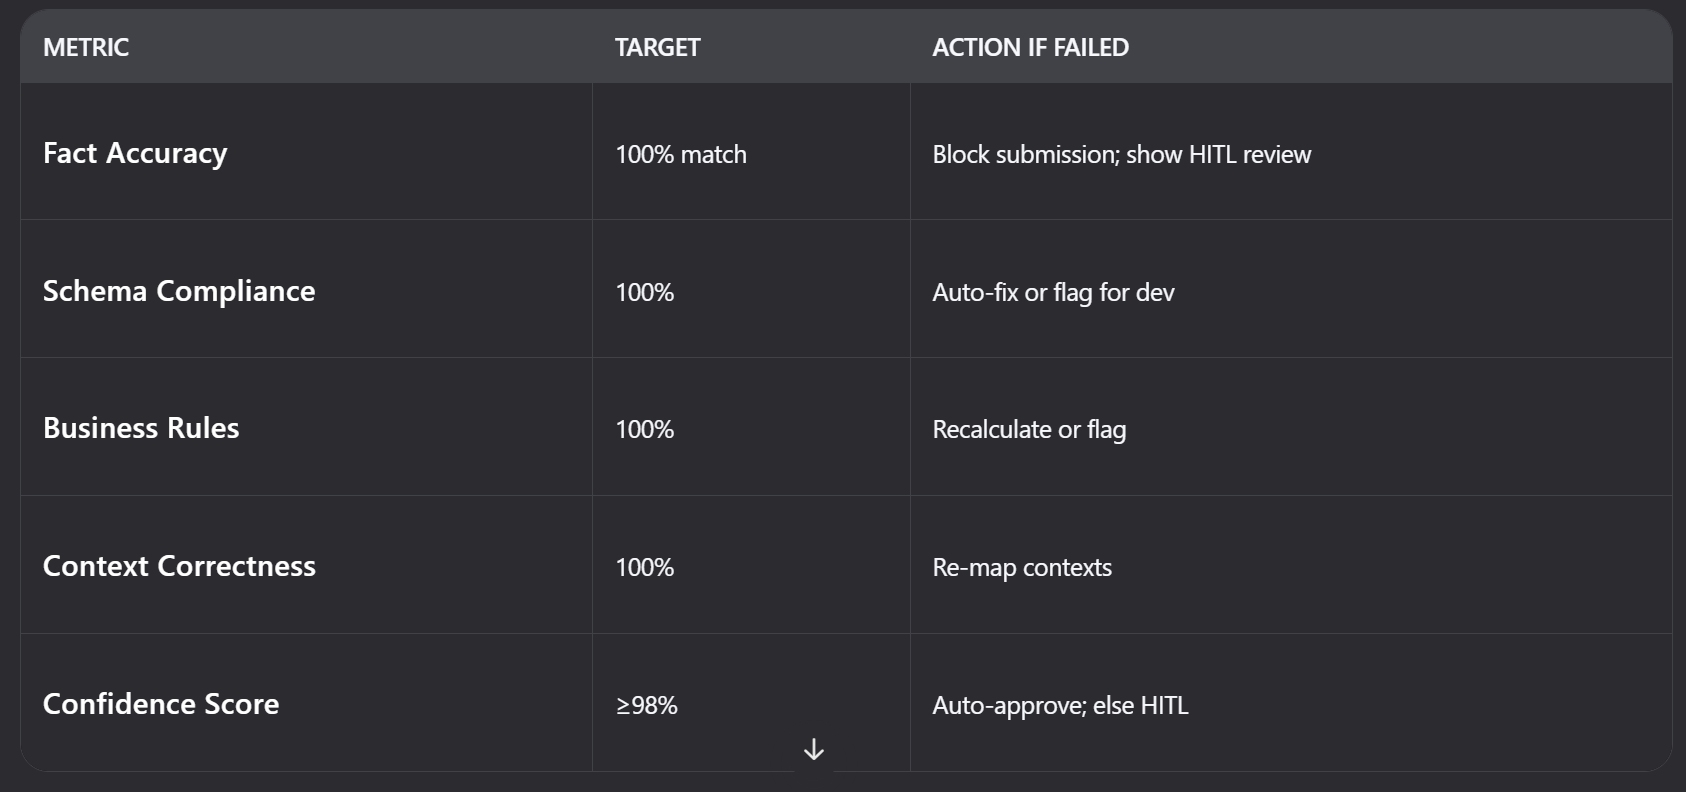 METRIC TARGET ACTION IF FAILED
Fact Accuracy 100% match Block submission; show HITL review
Schema Compliance 100% Auto-fix or flag for dev
Business Rules 100% Recalculate or flag
Context Correctness 100% Re-map contexts
Confidence Score ≥98% Auto-approve; else HITL